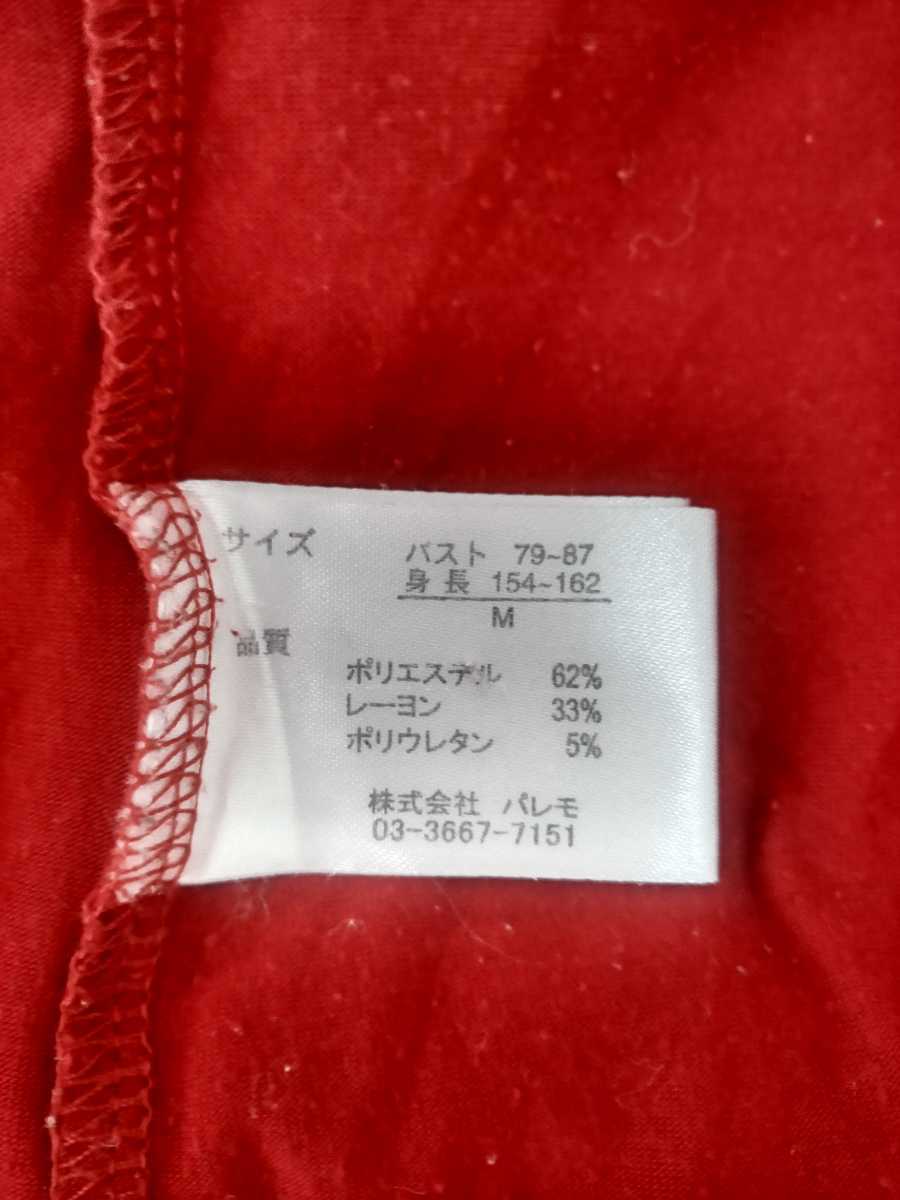 サイズ
バスト 79~87
身長 154~162
M
品質
ポリエステル 62%
レーヨン 33%
ポリウレタン 5%
株式会社 パレモ
03-3667-7151